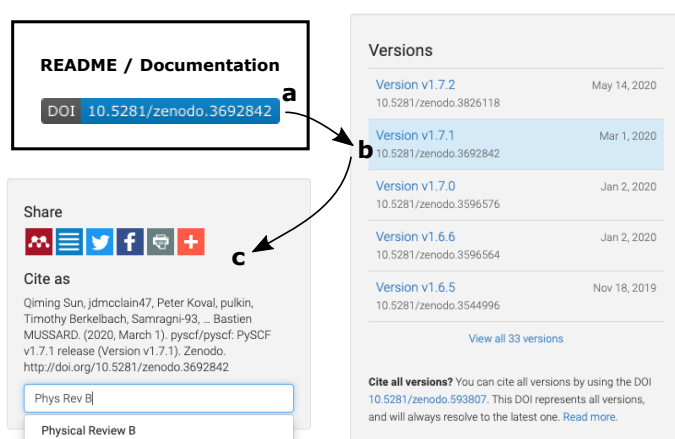 README / Documentation
DOI 10.5281/zenodo.3692842
a
b
c
Share
Cite as
Qiming Sun, jdmcclain47, Peter Koval, pulkin,
Timothy Berkelbach, Samragni-93, ... Bastien
MUSSARD. (2020, March 1). pyscf/pyscf: PySCF
v1.7.1 release (Version v1.7.1). Zenodo.
http://doi.org/10.5281/zenodo.3692842
Phys Rev B
Physical Review B
Versions
Version v1.7.2 May 14, 2020
10.5281/zenodo.3826118
Version v1.7.1 Mar 1, 2020
10.5281/zenodo.3692842
Version v1.7.0 Jan 2, 2020
10.5281/zenodo.3596576
Version v1.6.6 Jan 2, 2020
10.5281/zenodo.3596564
Version v1.6.5 Nov 18, 2019
10.5281/zenodo.3544996
View all 33 versions
Cite all versions? You can cite all versions by using the DOI
10.5281/zenodo.593807. This DOI represents all versions,
and will always resolve to the latest one. Read more.